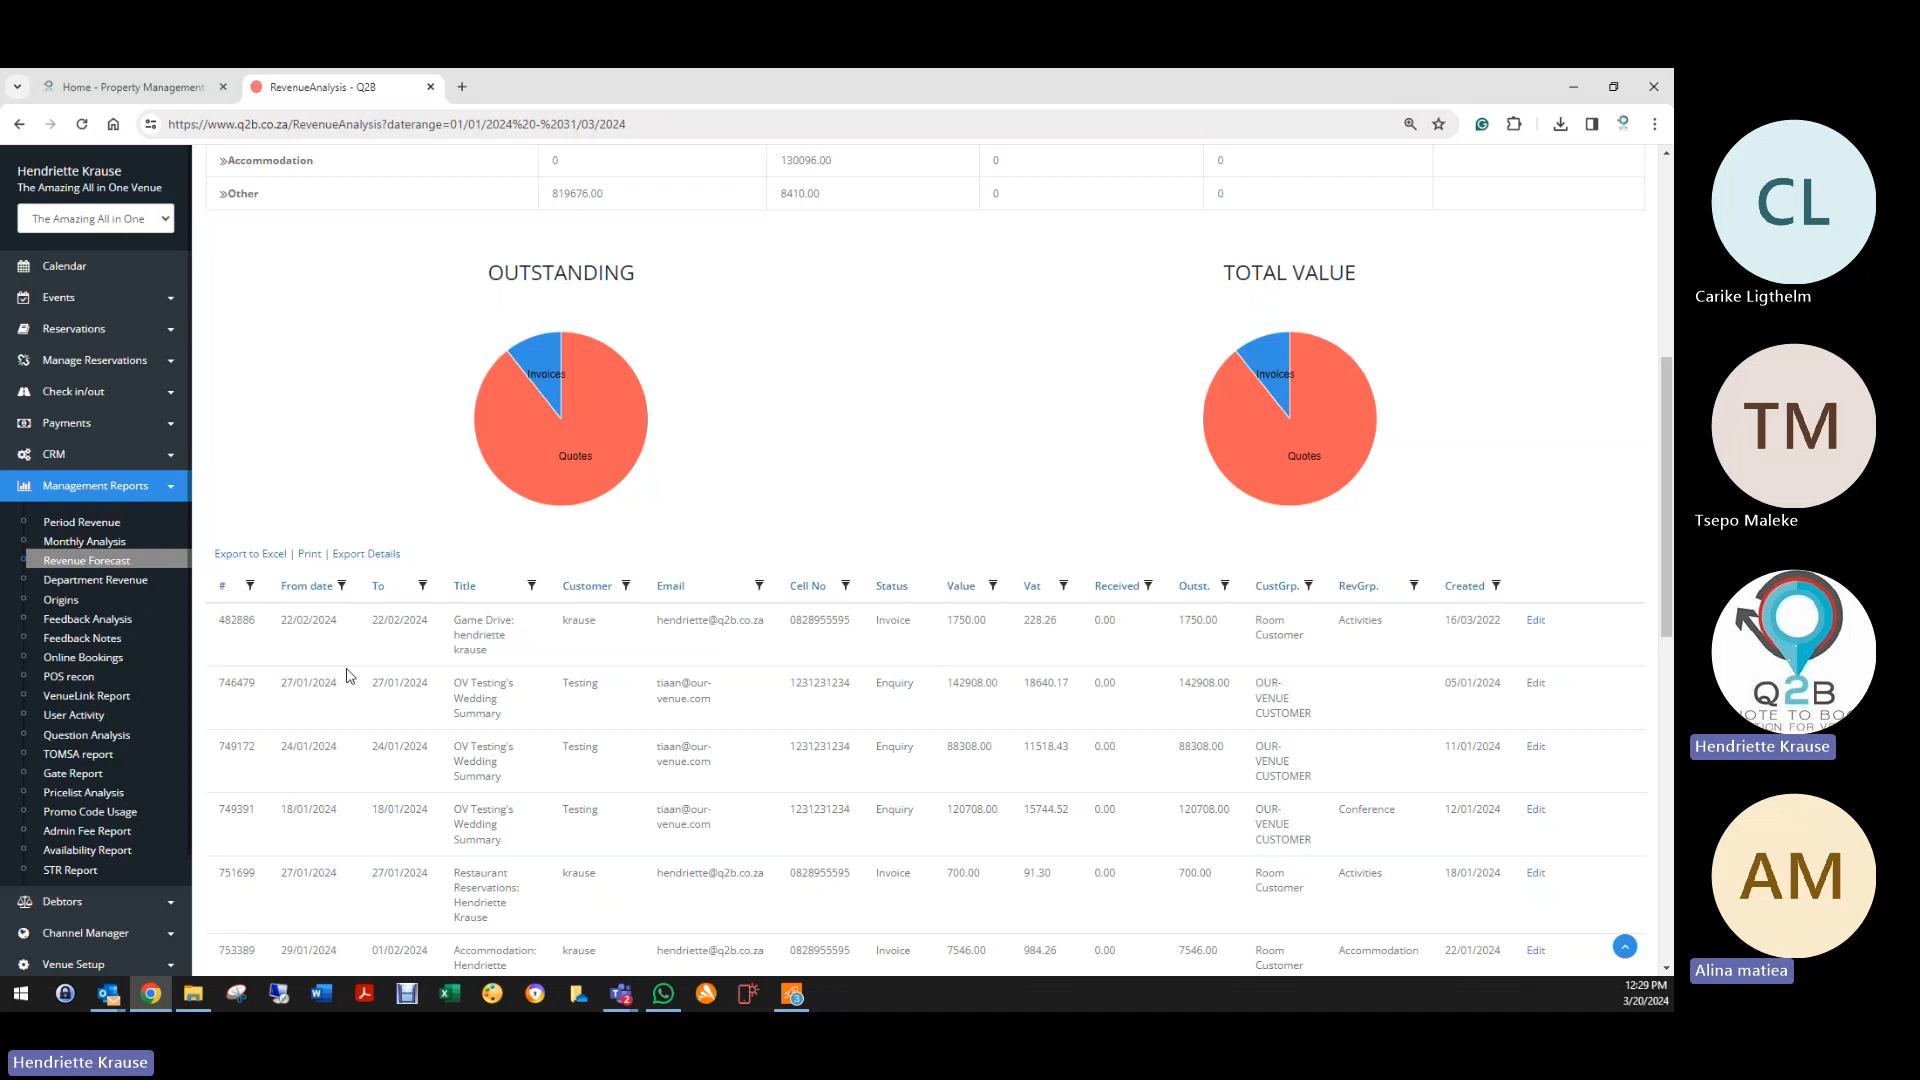 Home - Property Management
RevenueAnalysis - Q2B
https://www.q2b.co.za/RevenueAnalysis?daterange=01/01/2024%20-%2031/03/2024
Hendriette Krause
The Amazing All in One Venue
The Amazing All in One
Calendar
Events
Reservations
Manage Reservations
Check in/out
Payments
CRM
Management Reports
Period Revenue
Monthly Analysis
Revenue Forecast
Department Revenue
Origins
Feedback Analysis
Feedback Notes
Online Bookings
POS recon
VenueLink Report
User Activity
Question Analysis
TOMSA report
Gate Report
Pricelist Analysis
Promo Code Usage
Admin Fee Report
Availability Report
STR Report
Debtors
Channel Manager
Venue Setup
»Accommodation 0 130096.00 0 0
»Other 819676.00 8410.00 0 0
OUTSTANDING
Invoices
Quotes
TOTAL VALUE
Invoices
Quotes
Export to Excel | Print | Export Details
# From date To Title Customer Email Cell No Status Value Vat Received Outst. CustGrp. RevGrp. Created
482886 22/02/2024 22/02/2024 Game Drive: krause hendriette@q2b.co.za 0828955595 Invoice 1750.00 228.26 0.00 1750.00 Room Activities 16/03/2022 Edit
hendriette Customer
krause
746479 27/01/2024 27/01/2024 OV Testing's Testing tiaan@our- 1231231234 Enquiry 142908.00 18640.17 0.00 142908.00 OUR- 05/01/2024 Edit
Wedding venue.com VENUE
Summary CUSTOMER
749172 24/01/2024 24/01/2024 OV Testing's Testing tiaan@our- 1231231234 Enquiry 88308.00 11518.43 0.00 88308.00 OUR- 11/01/2024 Edit
Wedding venue.com VENUE
Summary CUSTOMER
749391 18/01/2024 18/01/2024 OV Testing's Testing tiaan@our- 1231231234 Enquiry 120708.00 15744.52 0.00 120708.00 OUR- Conference 12/01/2024 Edit
Wedding venue.com VENUE
Summary CUSTOMER
751699 27/01/2024 27/01/2024 Restaurant krause hendriette@q2b.co.za 0828955595 Invoice 700.00 91.30 0.00 700.00 Room Activities 18/01/2024 Edit
Reservations: Customer
Hendriette
Krause
753389 29/01/2024 01/02/2024 Accommodation: krause hendriette@q2b.co.za 0828955595 Invoice 7546.00 984.26 0.00 7546.00 Room Accommodation 22/01/2024 Edit
Hendriette Customer
12:29 PM
3/20/2024
CL
Carike Ligthelm
TM
Tsepo Maleke
Q2B
Hendriette Krause
AM
Alina matiea
Hendriette Krause